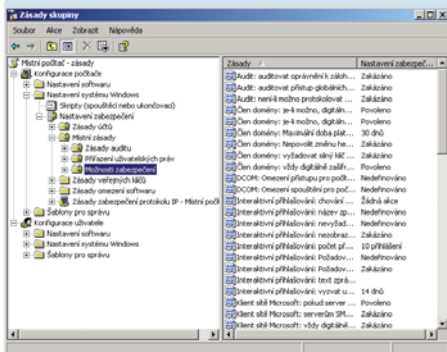 Zásady skupiny
Soubor Akce Zobrazit Nápověda
Místní počítač - zásady
Konfigurace počítače
Nastavení softwaru
Nastavení systému Windows
Skripty (spouštěcí nebo ukončovací)
Nastavení zabezpečení
Zásady účtů
Místní zásady
Zásady auditu
Přiřazení uživatelských práv
Možnosti zabezpečení
Zásady veřejných klíčů
Zásady omezení softwaru
Zásady zabezpečení protokolu IP - Místní počí
Šablony pro správu
Konfigurace uživatele
Nastavení softwaru
Nastavení systému Windows
Šablony pro správu
Zásady Nastavení zabezpeč...
Audit: auditovat oprávnění k záloh... Zakázáno
Audit: auditovat přístup globálních... Zakázáno
Audit: není-li možno protokolovat ... Zakázáno
Člen domény: je-li možno, digitáln... Povoleno
Člen domény: je-li možno, digitáln... Povoleno
Člen domény: Maximální doba plat... 30 dnů
Člen domény: Nepovolit změnu he... Zakázáno
Člen domény: vyžadovat silný klíč ... Zakázáno
Člen domény: vždy digitálně zašifr... Povoleno
DCOM: Omezení přístupu pro počít... Nedefinováno
DCOM: Omezení spouštění pro poč... Nedefinováno
Interaktivní přihlašování: chování ... Žádná akce
Interaktivní přihlašování: název zp... Nedefinováno
Interaktivní přihlašování: nevyžad... Nedefinováno
Interaktivní přihlašování: nezobraz... Zakázáno
Interaktivní přihlašování: počet př... 10 přihlášení
Interaktivní přihlašování: Požadov... Nedefinováno
Interaktivní přihlašování: Požadov... Zakázáno
Interaktivní přihlašování: text zprá...
Interaktivní přihlašování: vyzvat u... 14 dnů
Klient sítě Microsoft: pokud server ... Povoleno
Klient sítě Microsoft: serverům SM... Zakázáno
Klient sítě Microsoft: vždy digitálně... Zakázáno